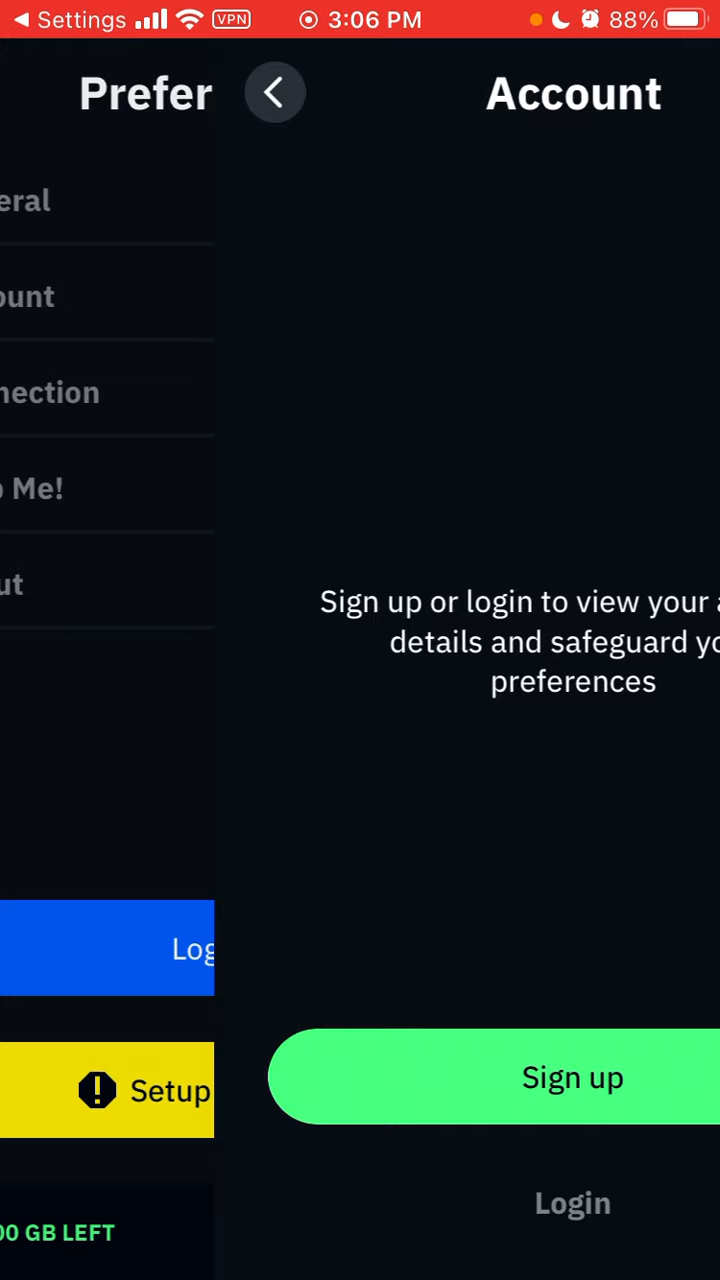 Settings VPN 3:06 PM 88%
Prefer
Account
eral
ount
nection
Me!
ut
Sign up or login to view your
details and safeguard yo
preferences
Log
Setup
Sign up
Login
00 GB LEFT